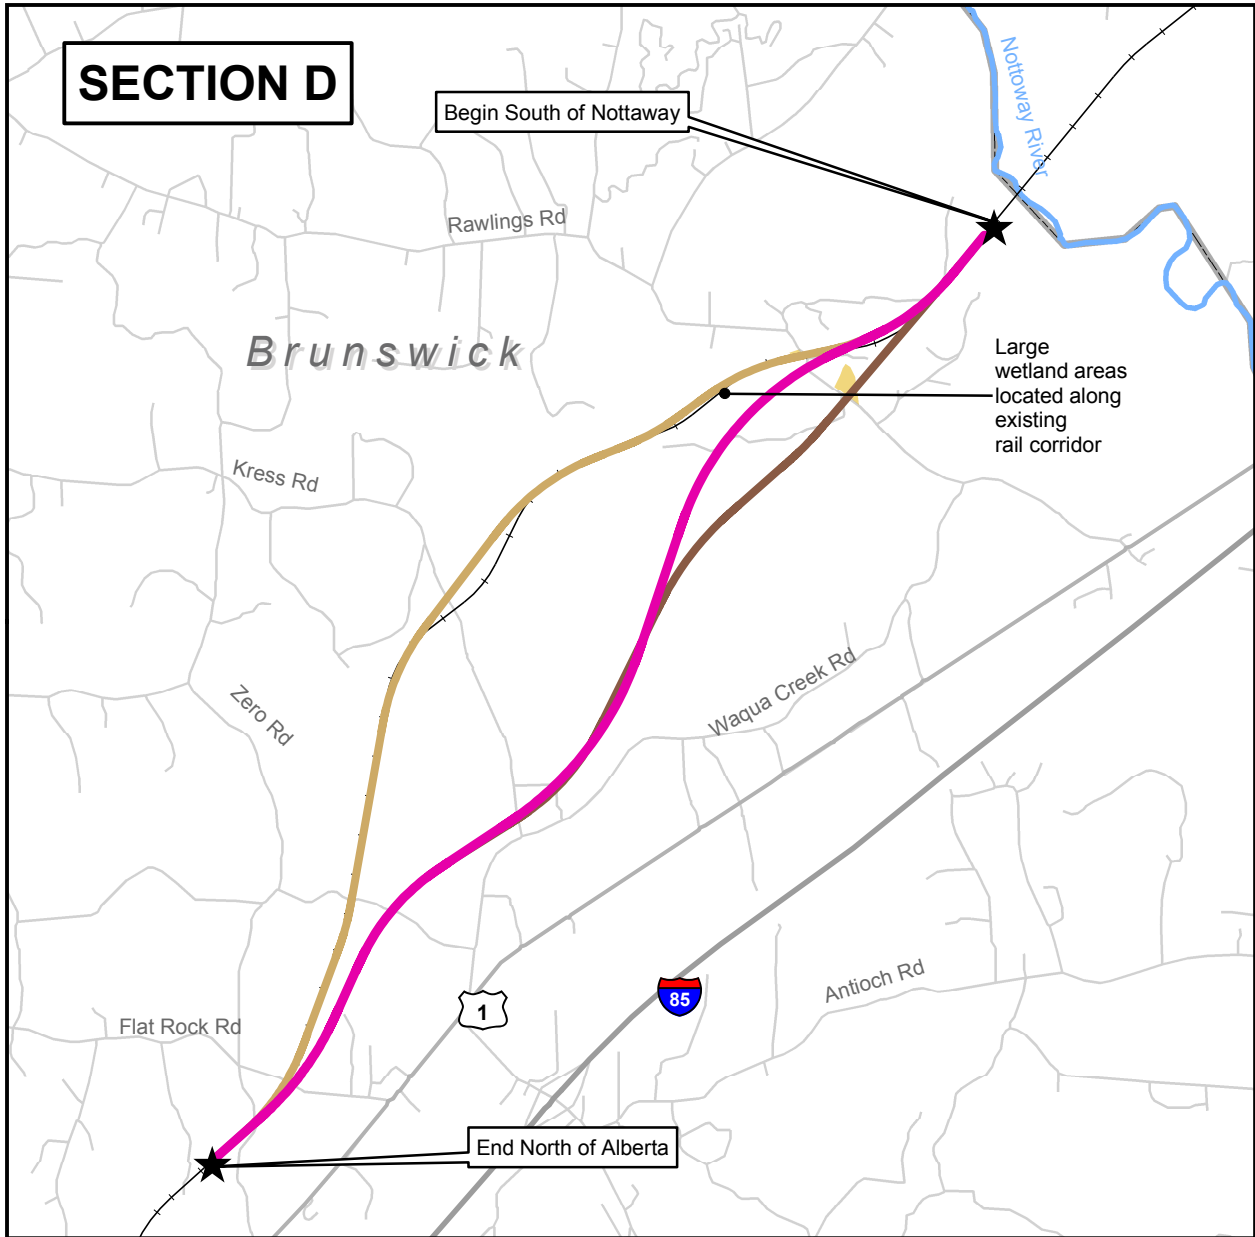 SECTION D
Begin South of Nottaway
Nottoway River
Rawlings Rd
Brunswick
Large
wetland areas
located along
existing
rail corridor
Kress Rd
Zero Rd
Waqua Creek Rd
Antioch Rd
85
1
Flat Rock Rd
End North of Alberta